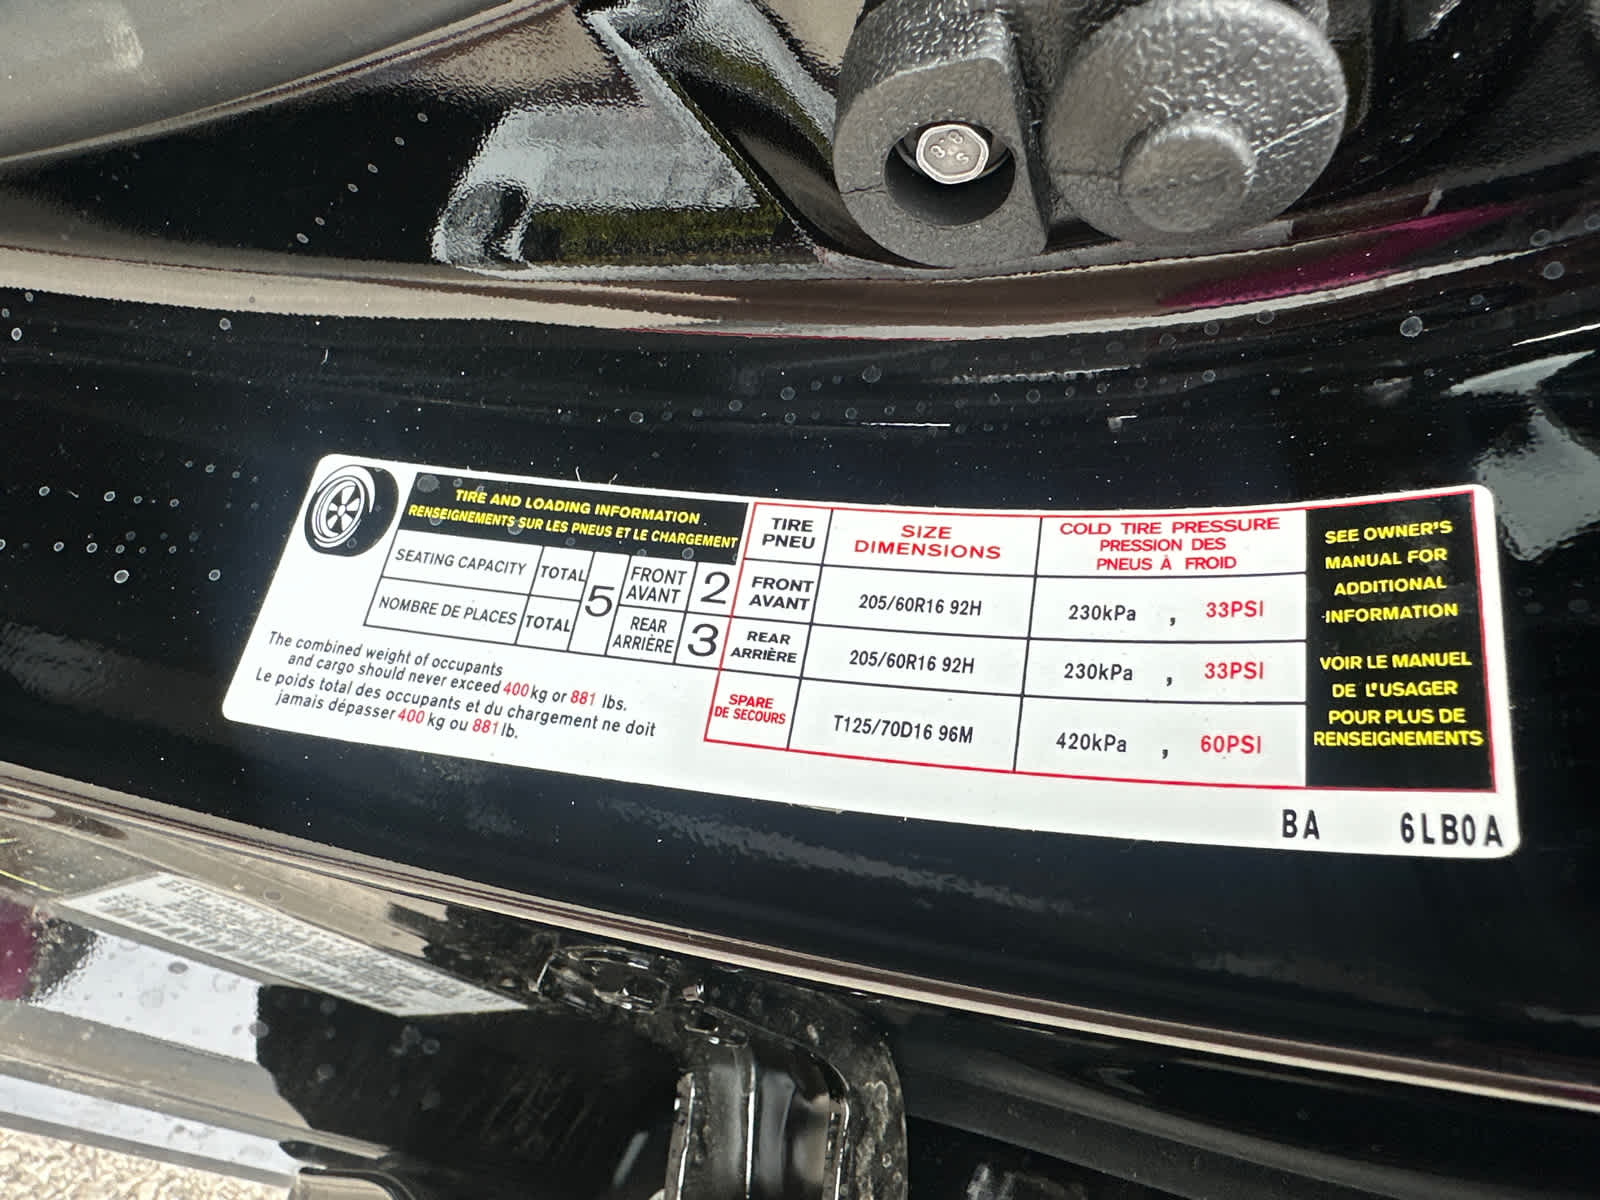 8.8
TIRE AND LOADING INFORMATION
RENSEIGNEMENTS SUR LES PNEUS ET LE CHARGEMENT
SEATING CAPACITY TOTAL 5 FRONT AVANT 2
NOMBRE DE PLACES TOTAL REAR ARRIÈRE 3
The combined weight of occupants
and cargo should never exceed 400 kg or 881 lbs.
Le poids total des occupants et du chargement ne doit
jamais dépasser 400 kg ou 881 lb.
TIRE PNEU SIZE DIMENSIONS COLD TIRE PRESSURE PRESSION DES PNEUS À FROID
FRONT AVANT 205/60R16 92H 230kPa , 33PSI
REAR ARRIÈRE 205/60R16 92H 230kPa , 33PSI
SPARE DE SECOURS T125/70D16 96M 420kPa , 60PSI
SEE OWNER'S
MANUAL FOR
ADDITIONAL
INFORMATION
VOIR LE MANUEL
DE L'USAGER
POUR PLUS DE
RENSEIGNEMENTS
BA 6LB0A